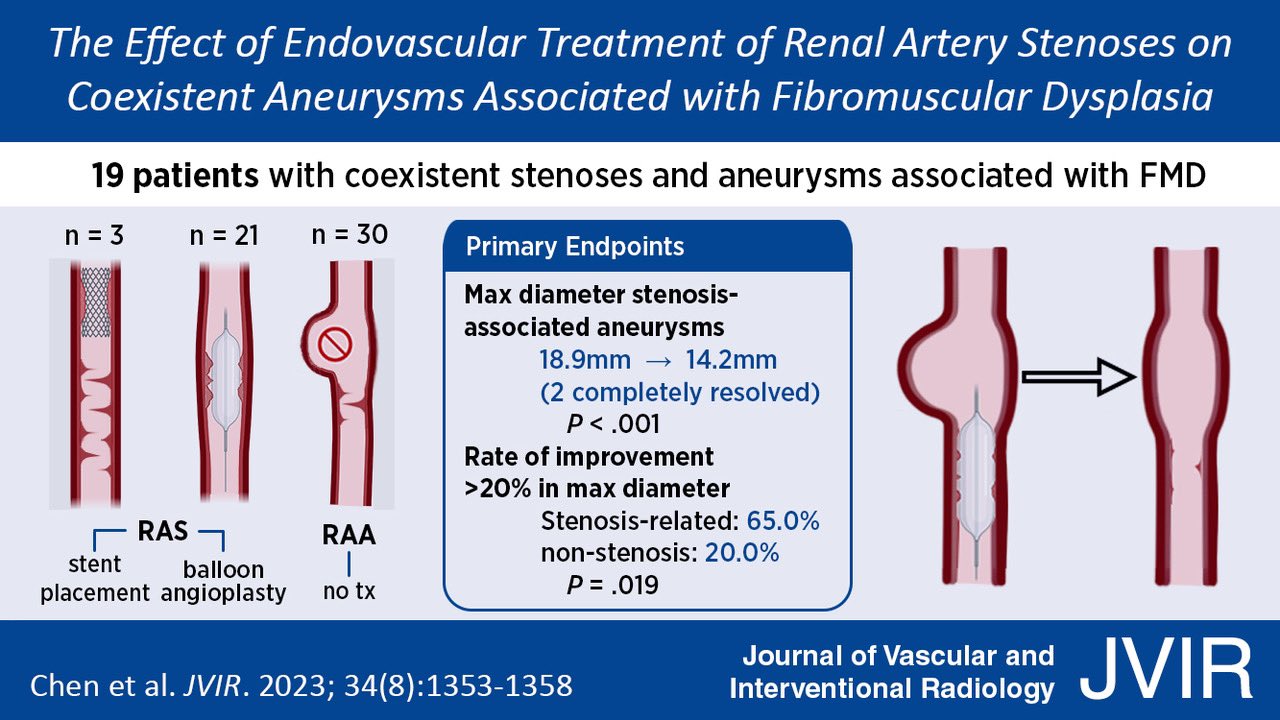 The Effect of Endovascular Treatment of Renal Artery Stenoses on
Coexistent Aneurysms Associated with Fibromuscular Dysplasia
19 patients with coexistent stenoses and aneurysms associated with FMD
n = 3
n = 21
n = 30
RAS
stent
placement
balloon
angioplasty
RAA
no tx
Primary Endpoints
Max diameter stenosis-
associated aneurysms
18.9mm → 14.2mm
(2 completely resolved)
P < .001
Rate of improvement
>20% in max diameter
Stenosis-related: 65.0%
non-stenosis: 20.0%
P = .019
Chen et al. JVIR. 2023; 34(8):1353-1358
Journal of Vascular and
Interventional Radiology
JVIR